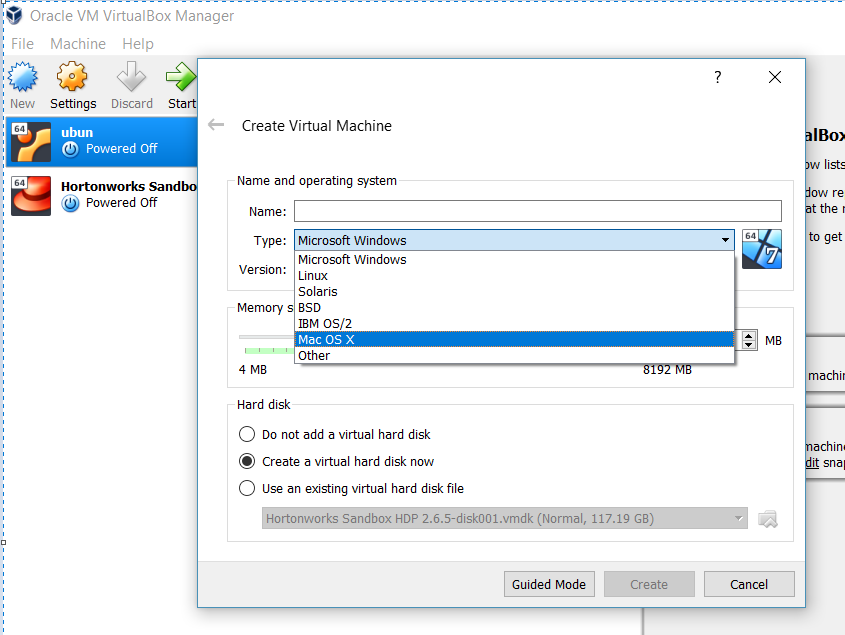 Oracle VM VirtualBox Manager
File Machine Help
New Settings Discard Start
64 ubun
Powered Off
64 Hortonworks Sandbo
Powered Off
?
Create Virtual Machine
Name and operating system
Name:
Type: Microsoft Windows
64 7
Version:
Microsoft Windows
Linux
Solaris
BSD
IBM OS/2
Mac OS X
Other
Memory s
MB
4 MB 8192 MB
Hard disk
Do not add a virtual hard disk
Create a virtual hard disk now
Use an existing virtual hard disk file
Hortonworks Sandbox HDP 2.6.5-disk001.vmdk (Normal, 117.19 GB)
Guided Mode Create Cancel
alBox
ow lists
dow re
at the r
to get
machin
machine
dit snap